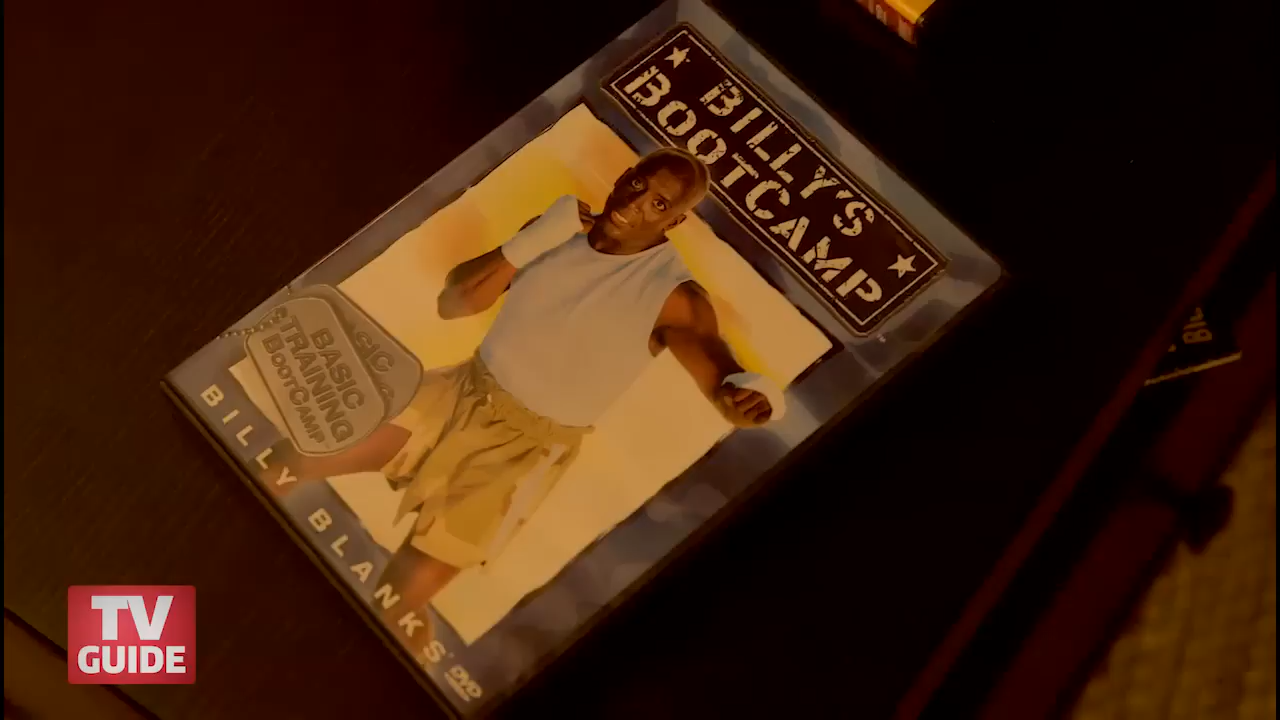 BILLY'S
BOOTCAMP
BASIC
TRAINING
BOOTCAMP
BILLY BLANKS
DVD
TV
GUIDE